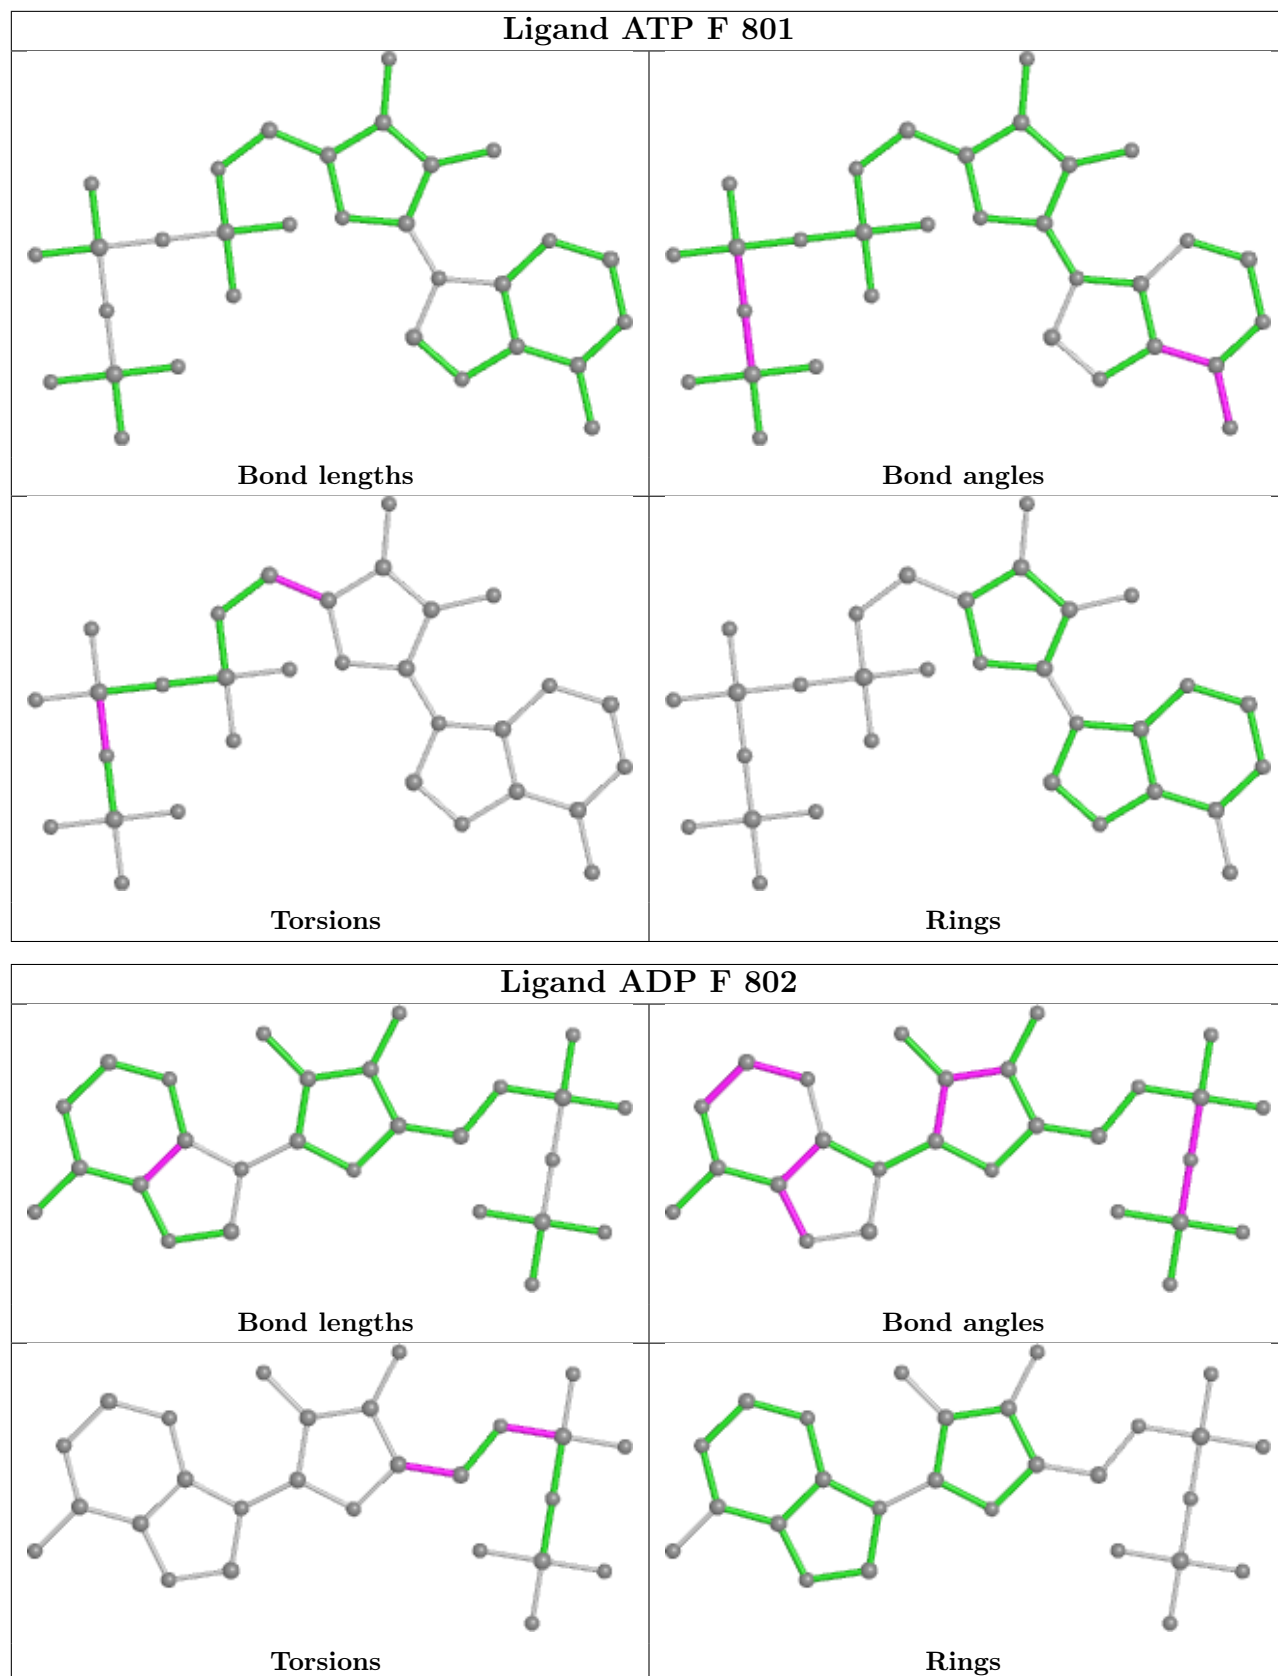 Ligand ATP F 801
Bond lengths
Bond angles
Torsions
Rings
Ligand ADP F 802
Bond lengths
Bond angles
Torsions
Rings